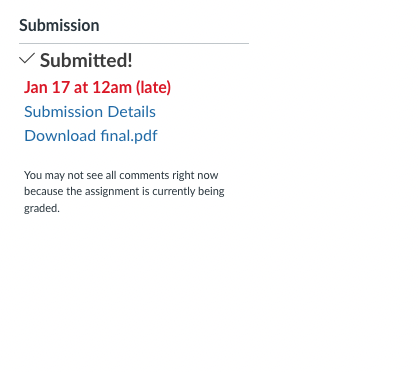 Submission
Submitted!
Jan 17 at 12am (late)
Submission Details
Download final.pdf
You may not see all comments right now
because the assignment is currently being
graded.